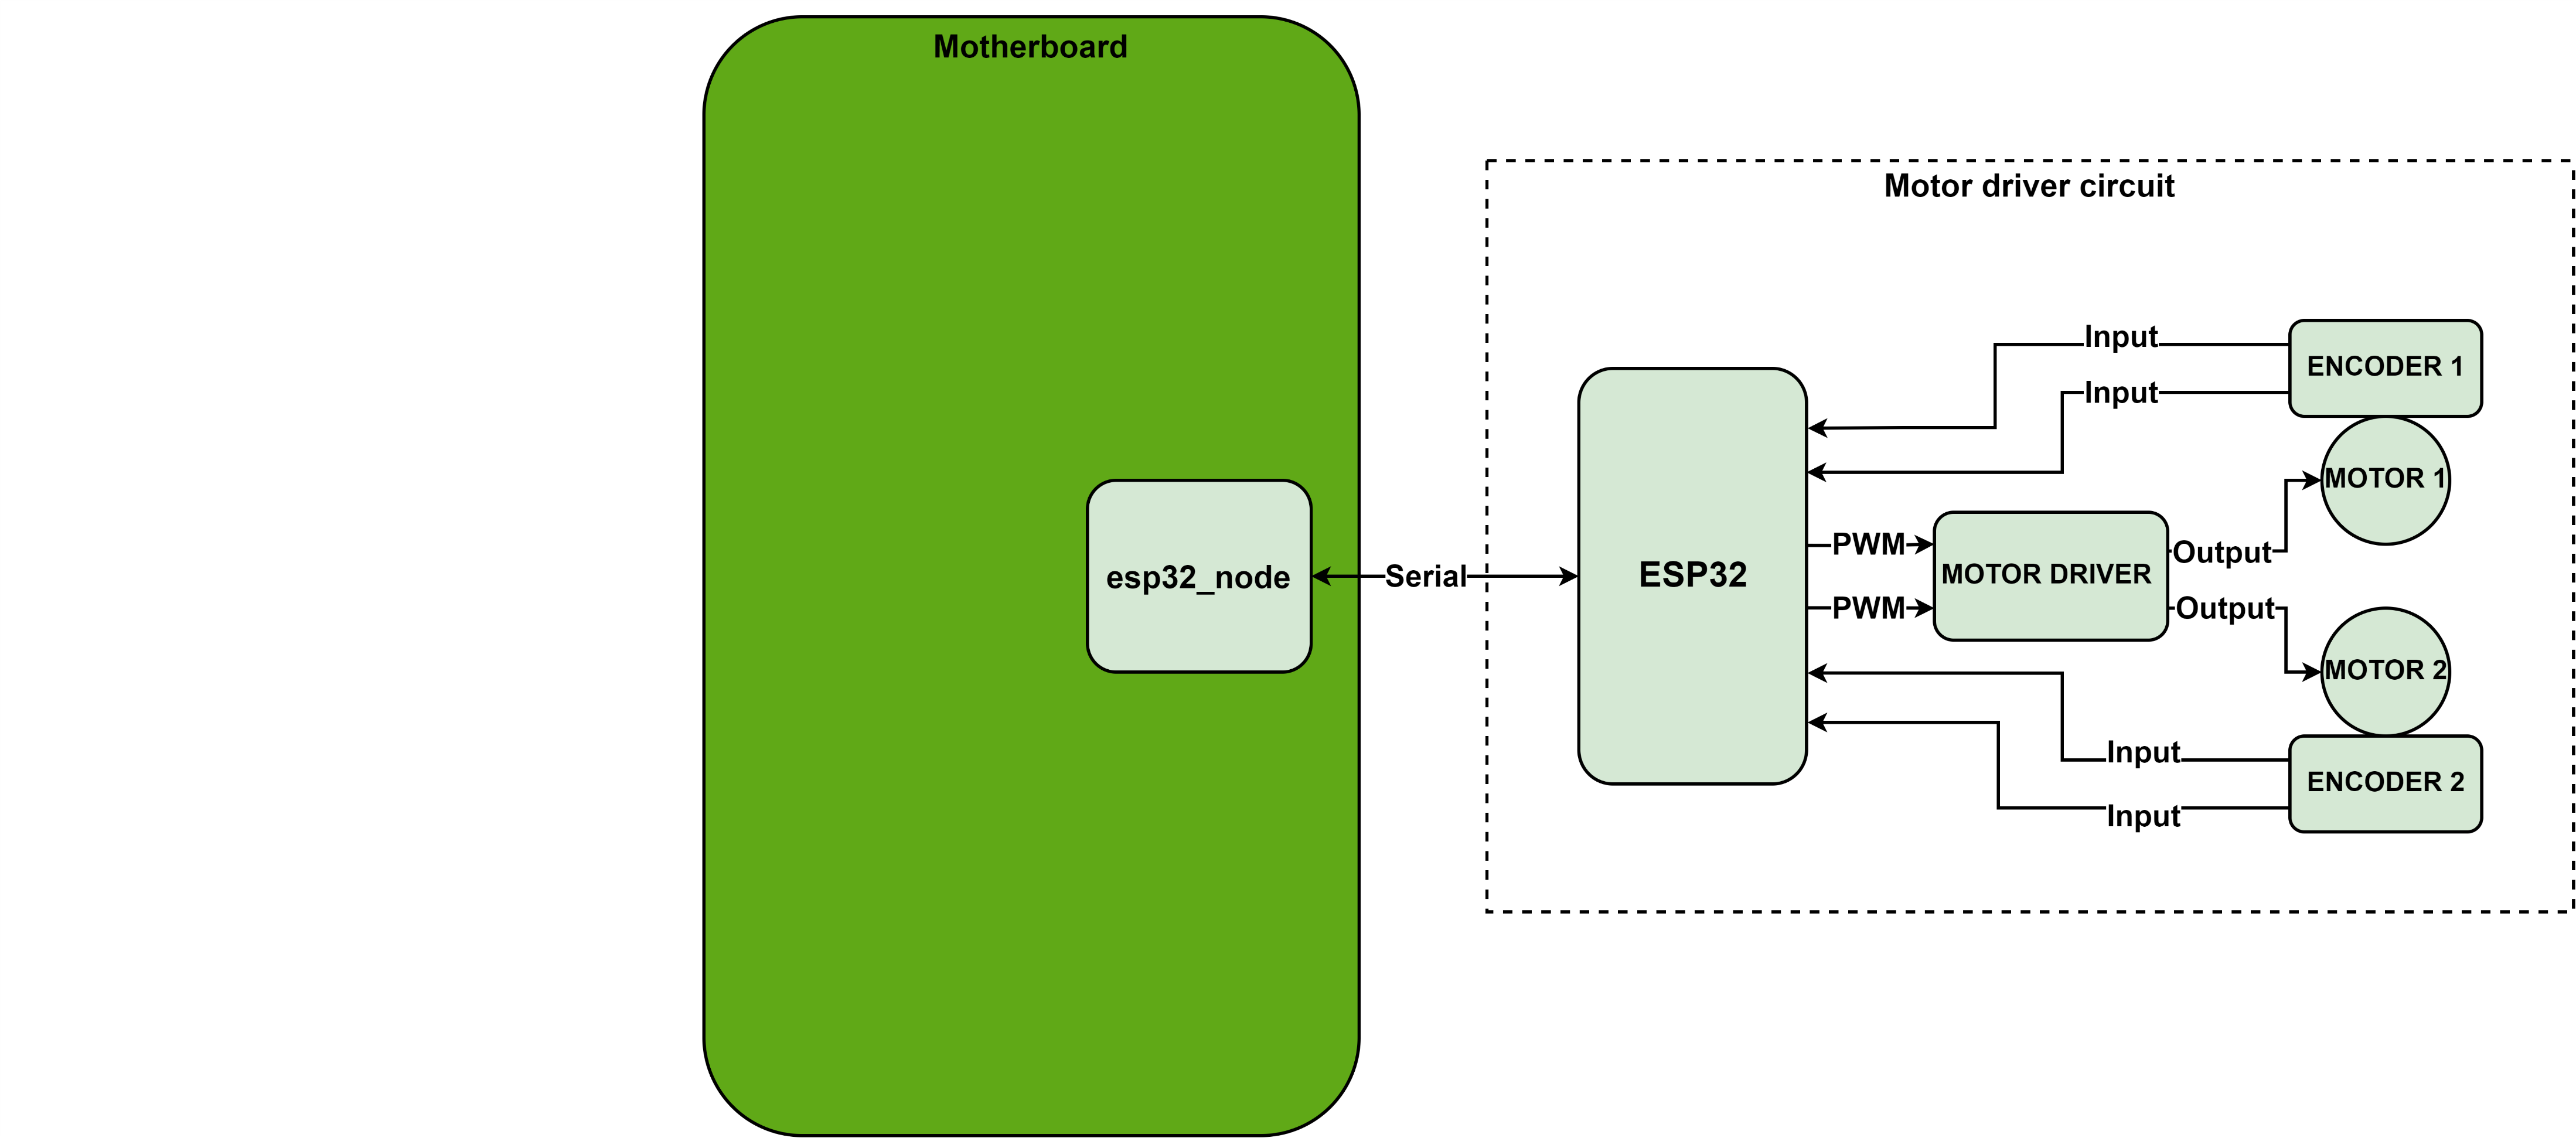 Motherboard
Motor driver circuit
Input
ENCODER 1
Input
MOTOR 1
PWM
Output
esp32_node
Serial
ESP32
MOTOR DRIVER
PWM
Output
MOTOR 2
Input
ENCODER 2
Input